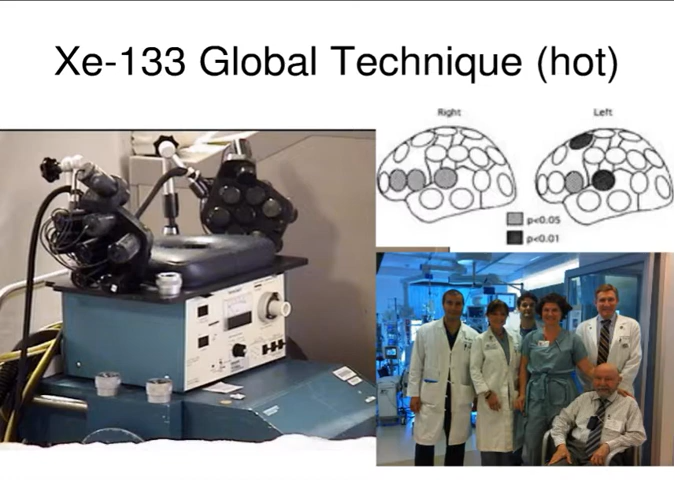 Xe-133 Global Technique (hot)
Right
Left
p<0.05
p<0.01